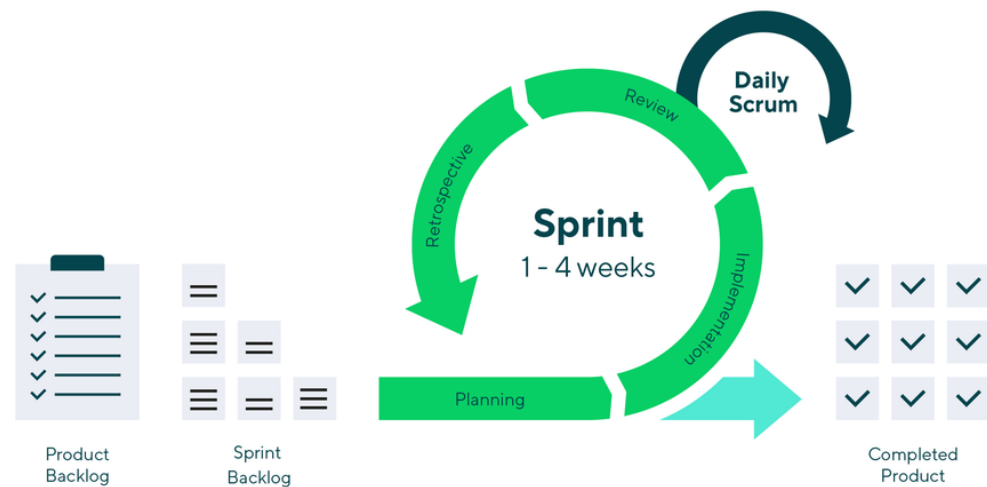 Daily
Scrum
Review
Retrospective
Sprint
1 - 4 weeks
Implementation
Planning
Product
Backlog
Sprint
Backlog
Completed
Product